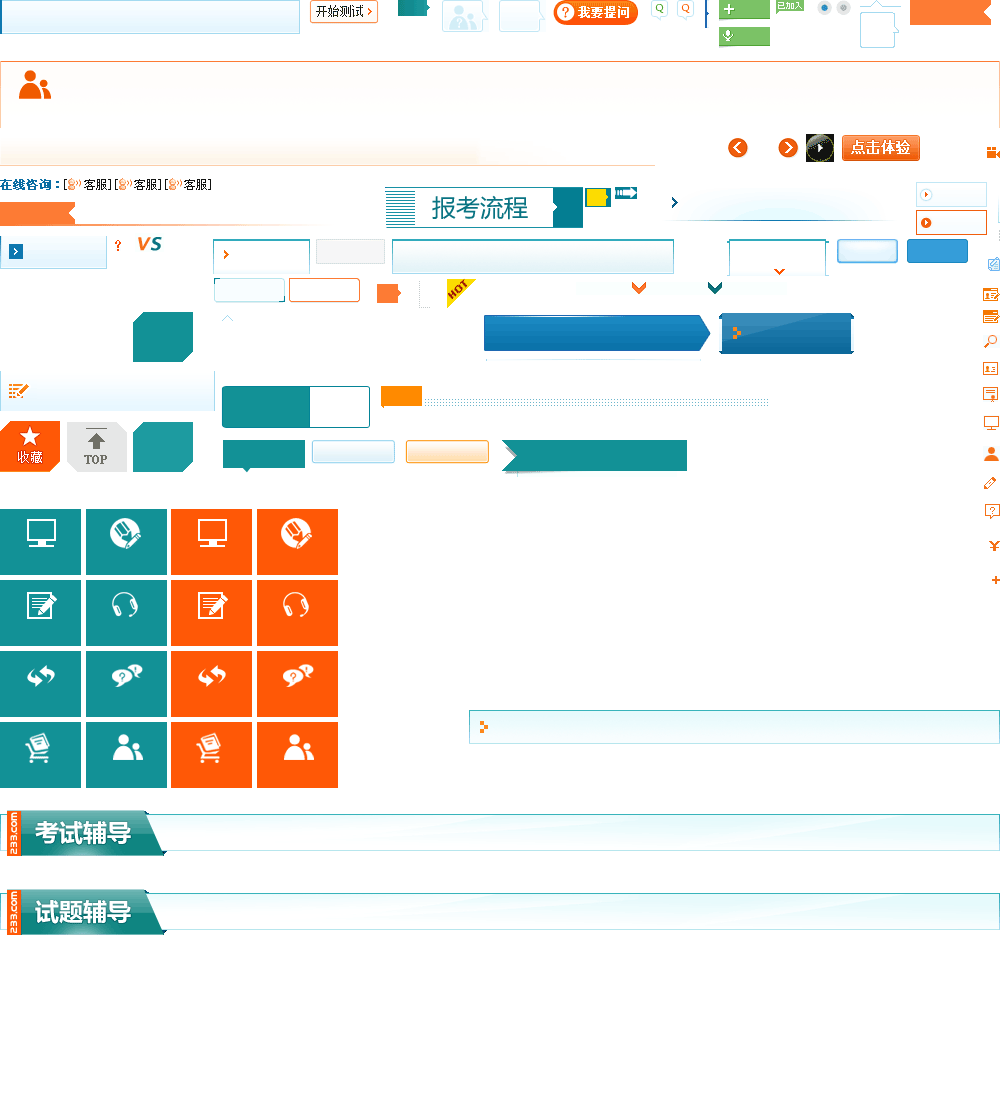 开始测试
? 我要提问
Q
Q
已加入
点击体验
在线咨询：[客服][客服][客服]
报考流程
?
VS
HOT
收藏
TOP
233.com 考试辅导
233.com 试题辅导